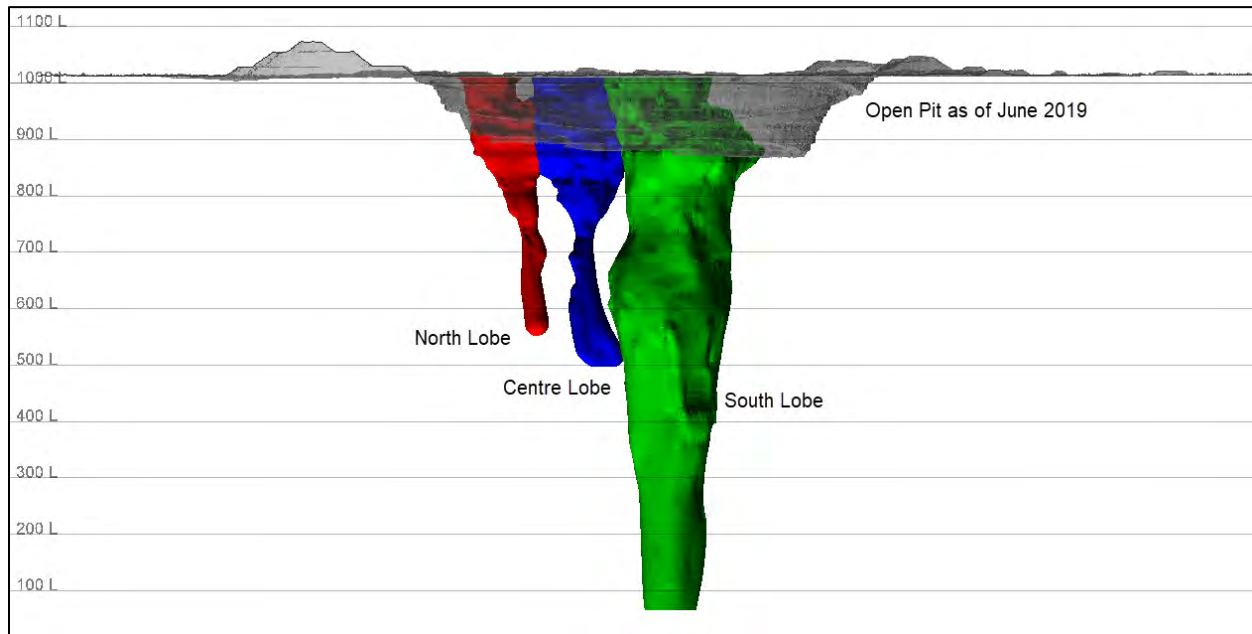 1100 L
1000 L
Open Pit as of June 2019
900 L
800 L
700 L
600 L
North Lobe
500 L
Centre Lobe
South Lobe
400 L
300 L
200 L
100 L